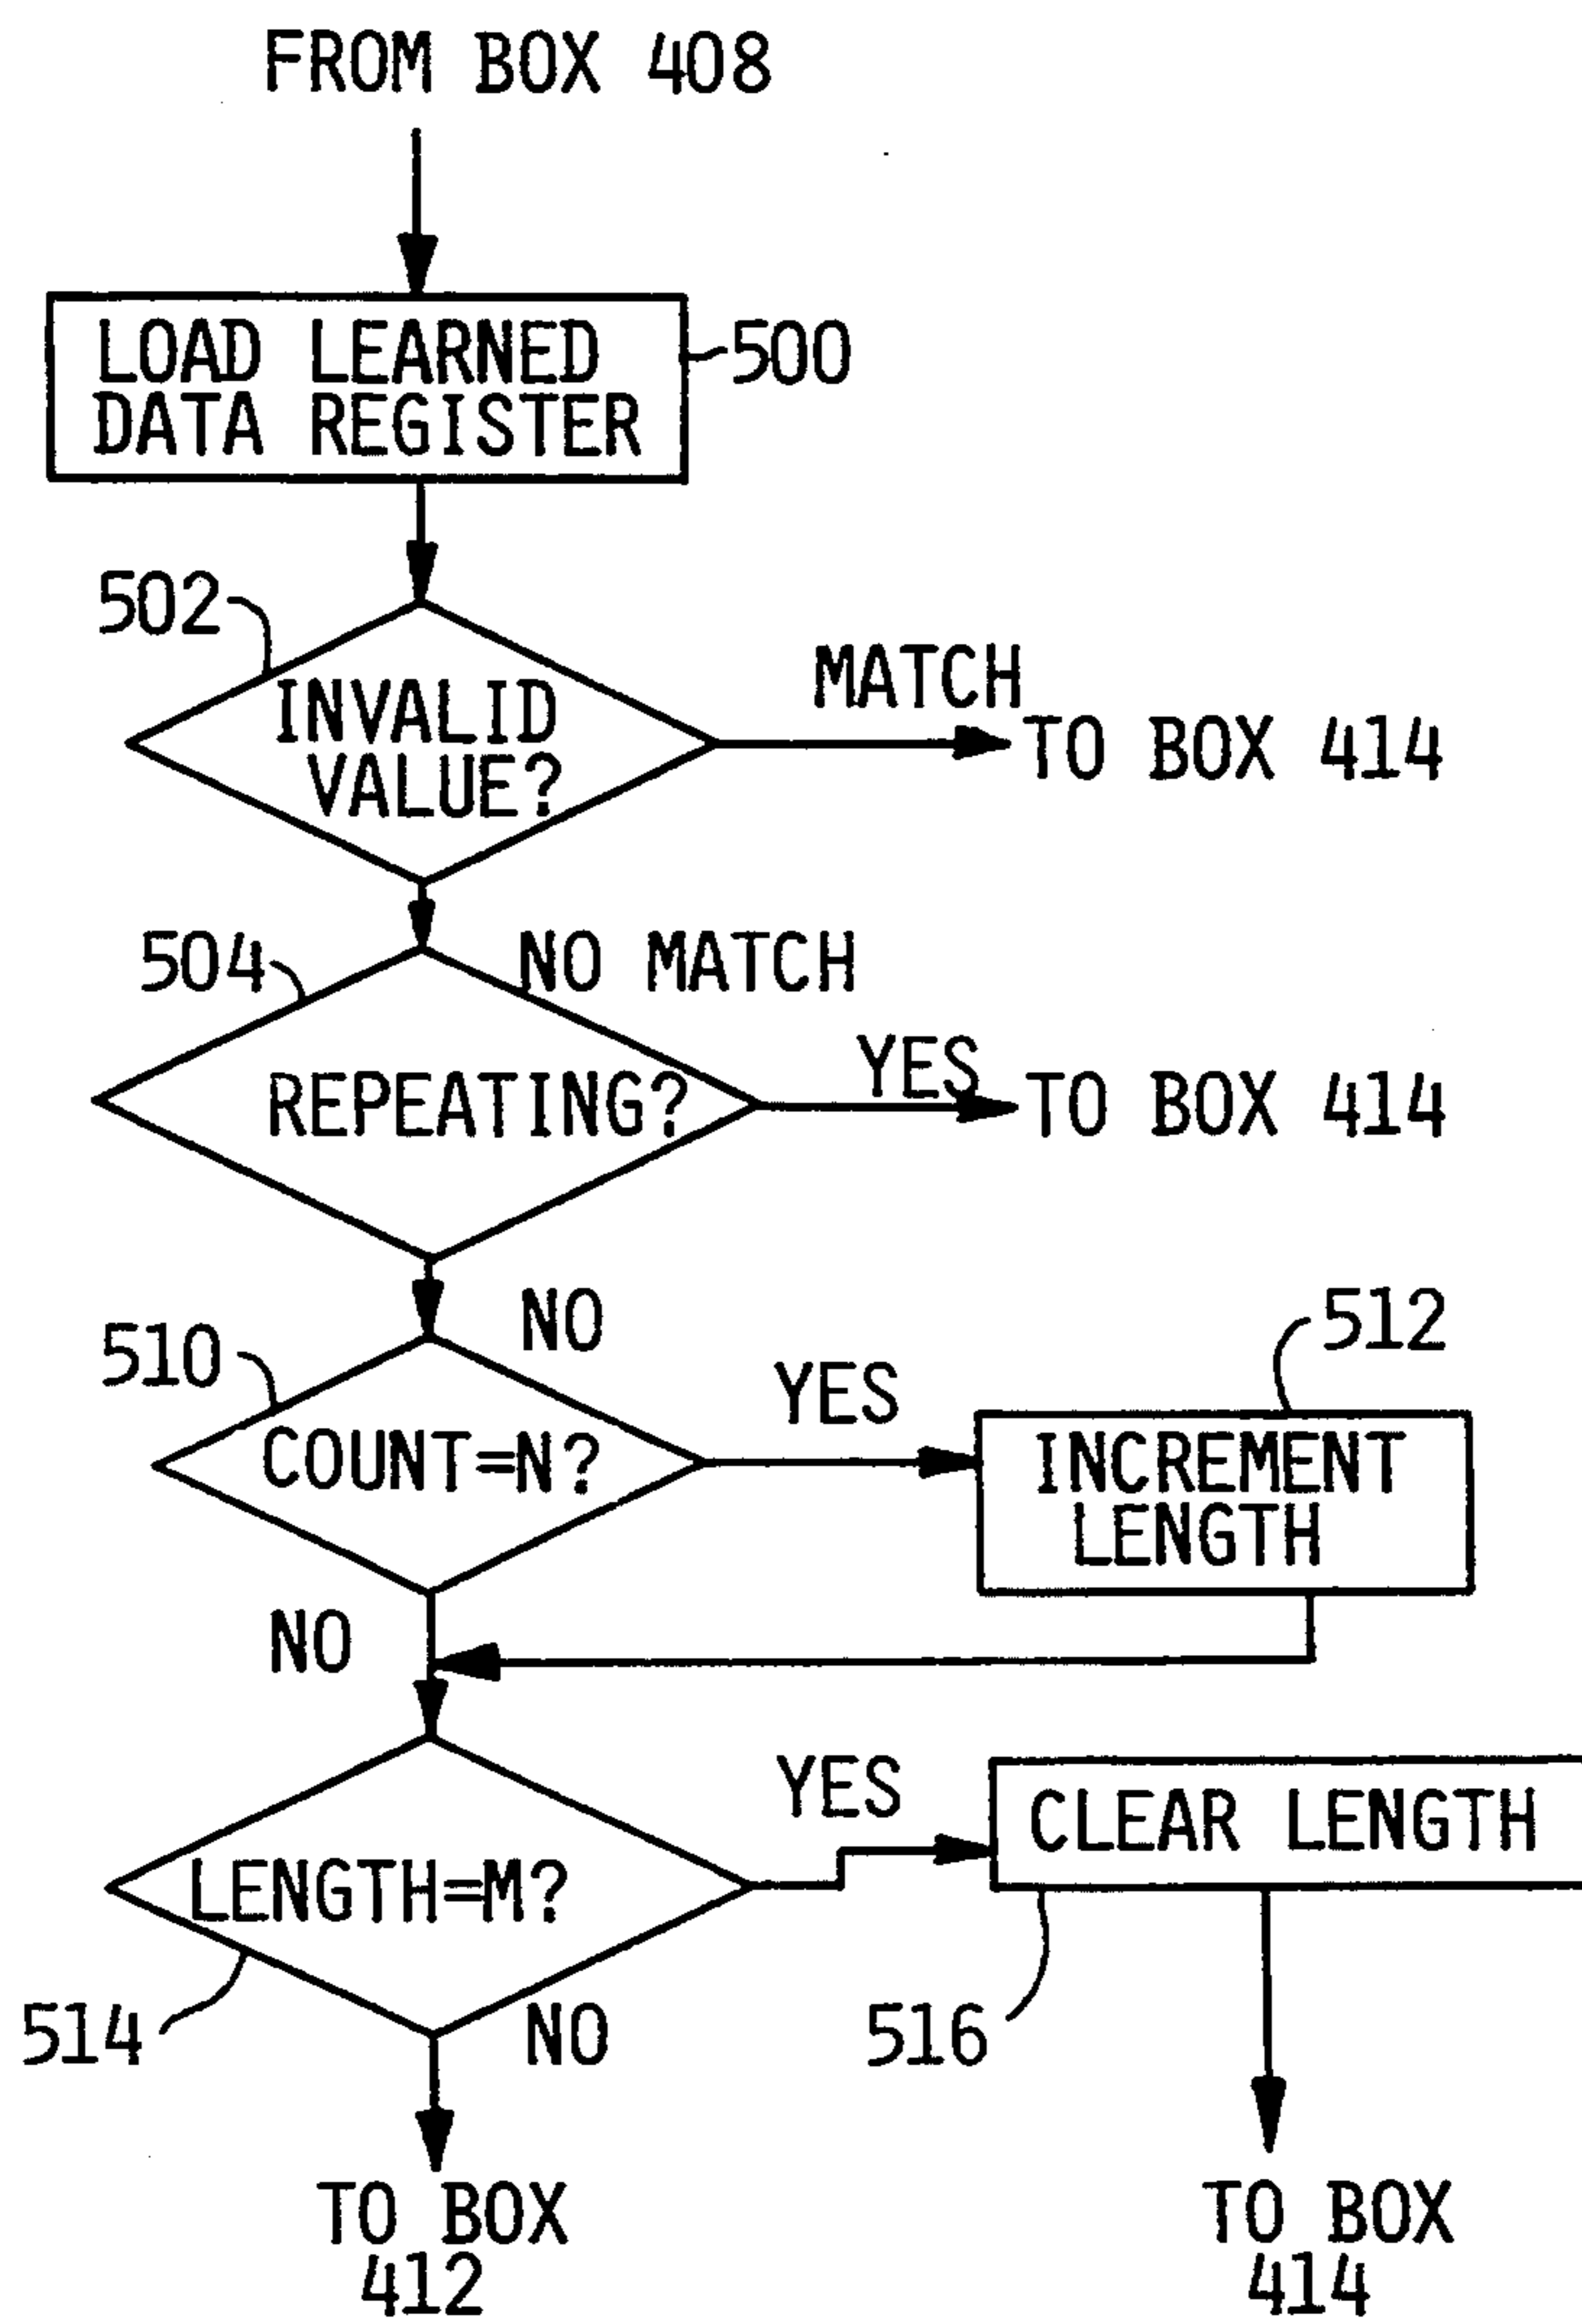 FROM BOX 408
LOAD LEARNED
DATA REGISTER
500
502
INVALID
VALUE?
MATCH
TO BOX 414
504
NO MATCH
REPEATING?
YES
TO BOX 414
NO
510
COUNT=N?
YES
512
INCREMENT
LENGTH
NO
LENGTH=M?
YES
CLEAR LENGTH
514
NO
516
TO BOX
412
TO BOX
414